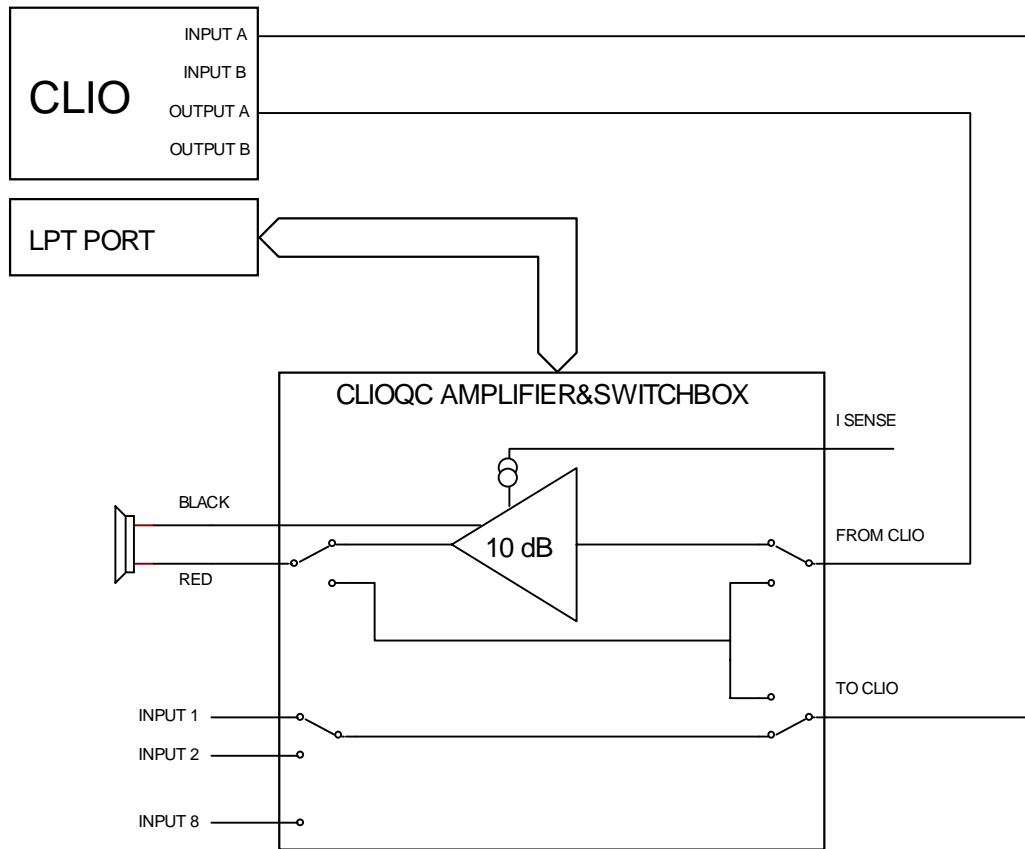 INPUT A
INPUT B
CLIO
OUTPUT A
OUTPUT B
LPT PORT
CLIOQC AMPLIFIER&SWITCHBOX
I SENSE
BLACK
FROM CLIO
10 dB
RED
TO CLIO
INPUT 1
INPUT 2
INPUT 8